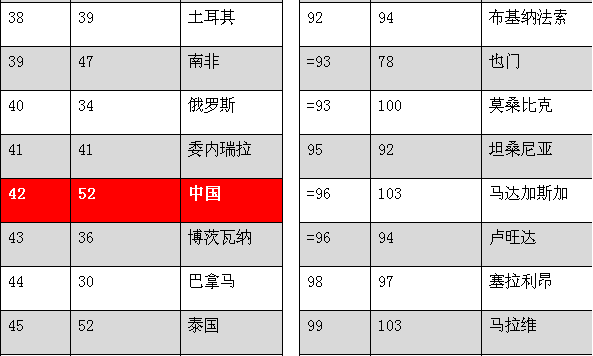 38 39 土耳其
39 47 南非
40 34 俄罗斯
41 41 委内瑞拉
42 52 中国
43 36 博茨瓦纳
44 30 巴拿马
45 52 泰国
92 94 布基纳法索
=93 78 也门
=93 100 莫桑比克
95 92 坦桑尼亚
=96 103 马达加斯加
=96 94 卢旺达
98 97 塞拉利昂
99 103 马拉维